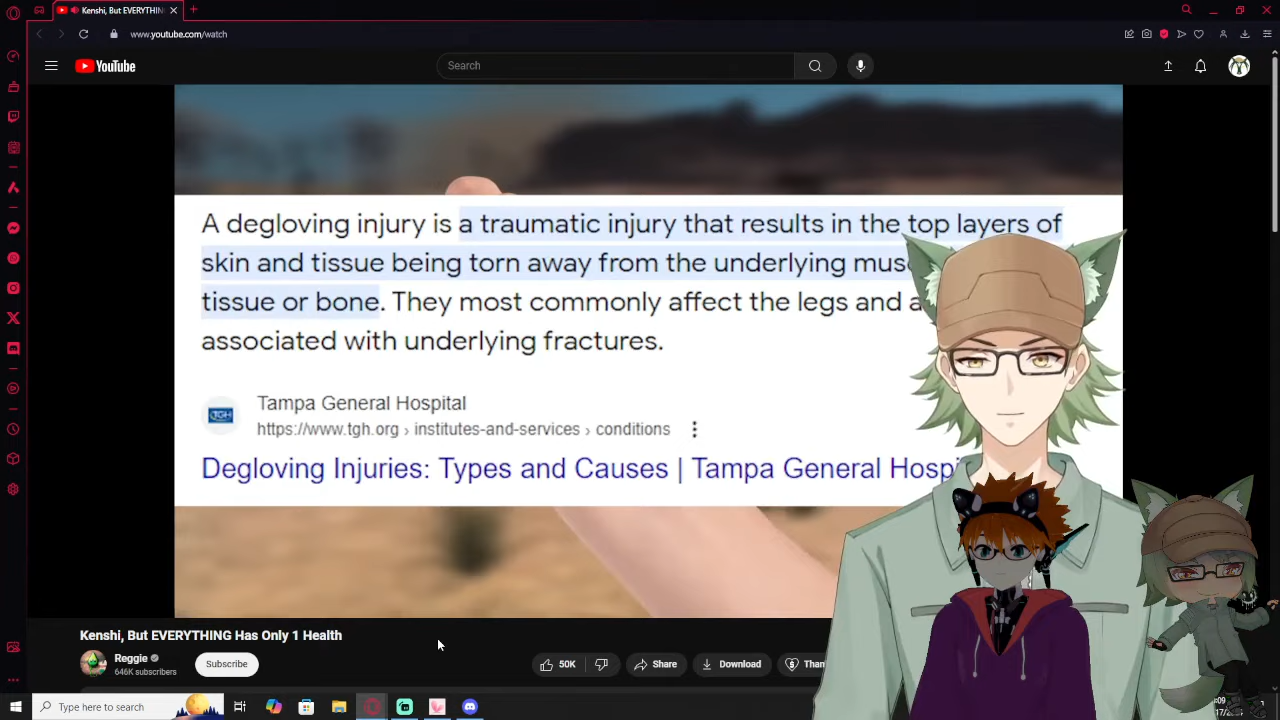 Kenshi, But EVERYTHIN
www.youtube.com/watch
YouTube
Search
A degloving injury is a traumatic injury that results in the top layers of
skin and tissue being torn away from the underlying
tissue or bone. They most commonly affect the legs and
associated with underlying fractures.
Tampa General Hospital
TGH
https://www.tgh.org › institutes-and-services › conditions
Degloving Injuries: Types and Causes | Tampa General
Kenshi, But EVERYTHING Has Only 1 Health
Reggie
646K subscribers
Subscribe
50K
Share
Download
Type here to search